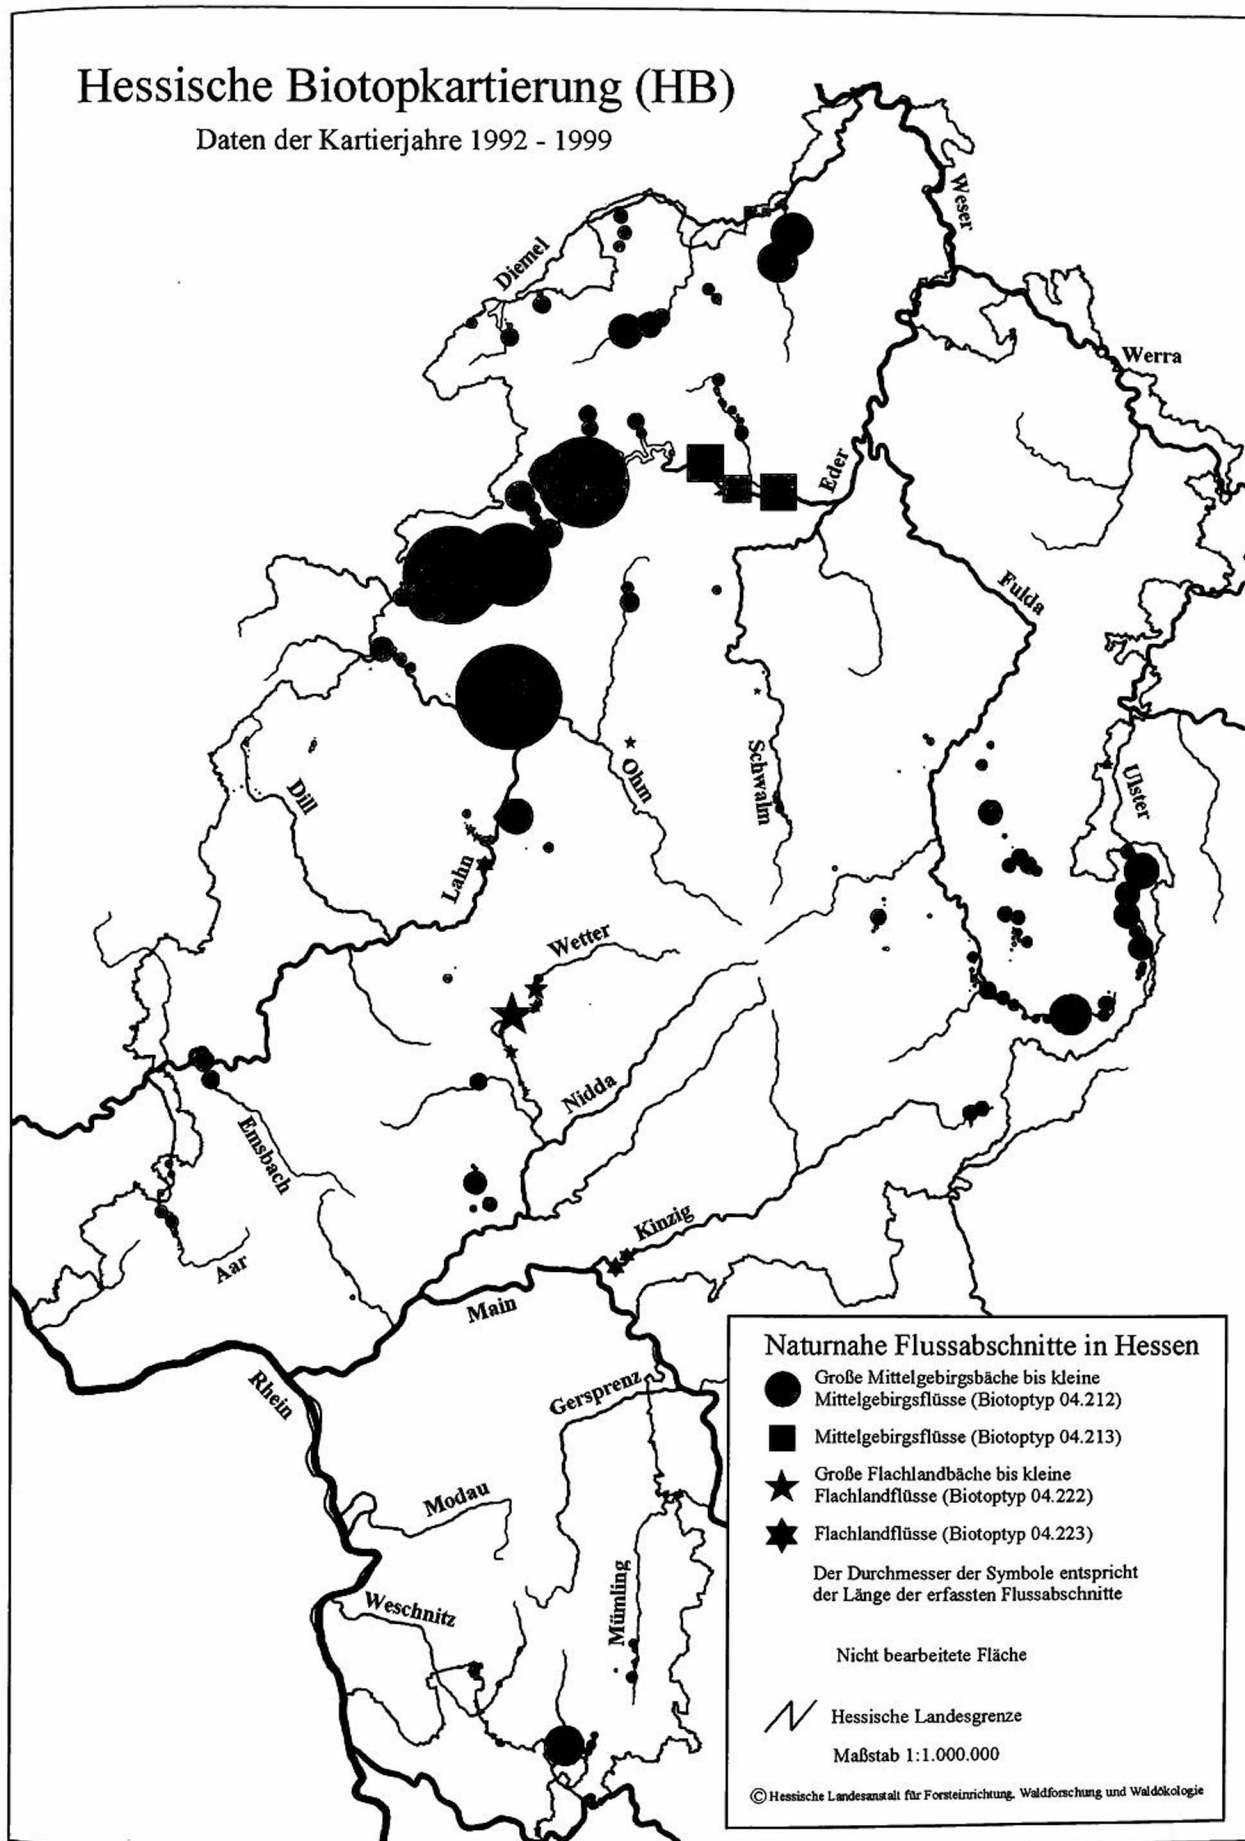 Hessische Biotopkartierung (HB)
Daten der Kartierjahre 1992 - 1999
Weser
Diemel
Werra
Eder
Fulda
Schwalm
Ohm
Ulster
Dill
Lahn
Wetter
Nidda
Emsbach
Kinzig
Aar
Main
Rhein
Gersprenz
Modau
Mümling
Weschnitz
Naturnahe Flussabschnitte in Hessen
Große Mittelgebirgsbäche bis kleine
Mittelgebirgsflüsse (Biotoptyp 04.212)
Mittelgebirgsflüsse (Biotoptyp 04.213)
Große Flachlandbäche bis kleine
Flachlandflüsse (Biotoptyp 04.222)
Flachlandflüsse (Biotoptyp 04.223)
Der Durchmesser der Symbole entspricht
der Länge der erfassten Flussabschnitte
Nicht bearbeitete Fläche
Hessische Landesgrenze
Maßstab 1:1.000.000
© Hessische Landesanstalt für Forsteinrichtung, Waldforschung und Waldökologie